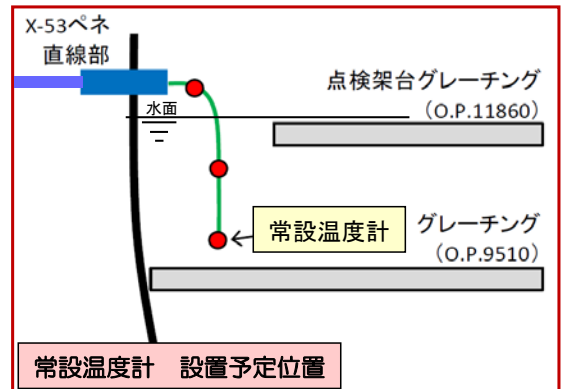 X-53ペネ
直線部
水面
点検架台グレーチング
（O.P.11860）
常設温度計
グレーチング
（O.P.9510）
常設温度計　設置予定位置